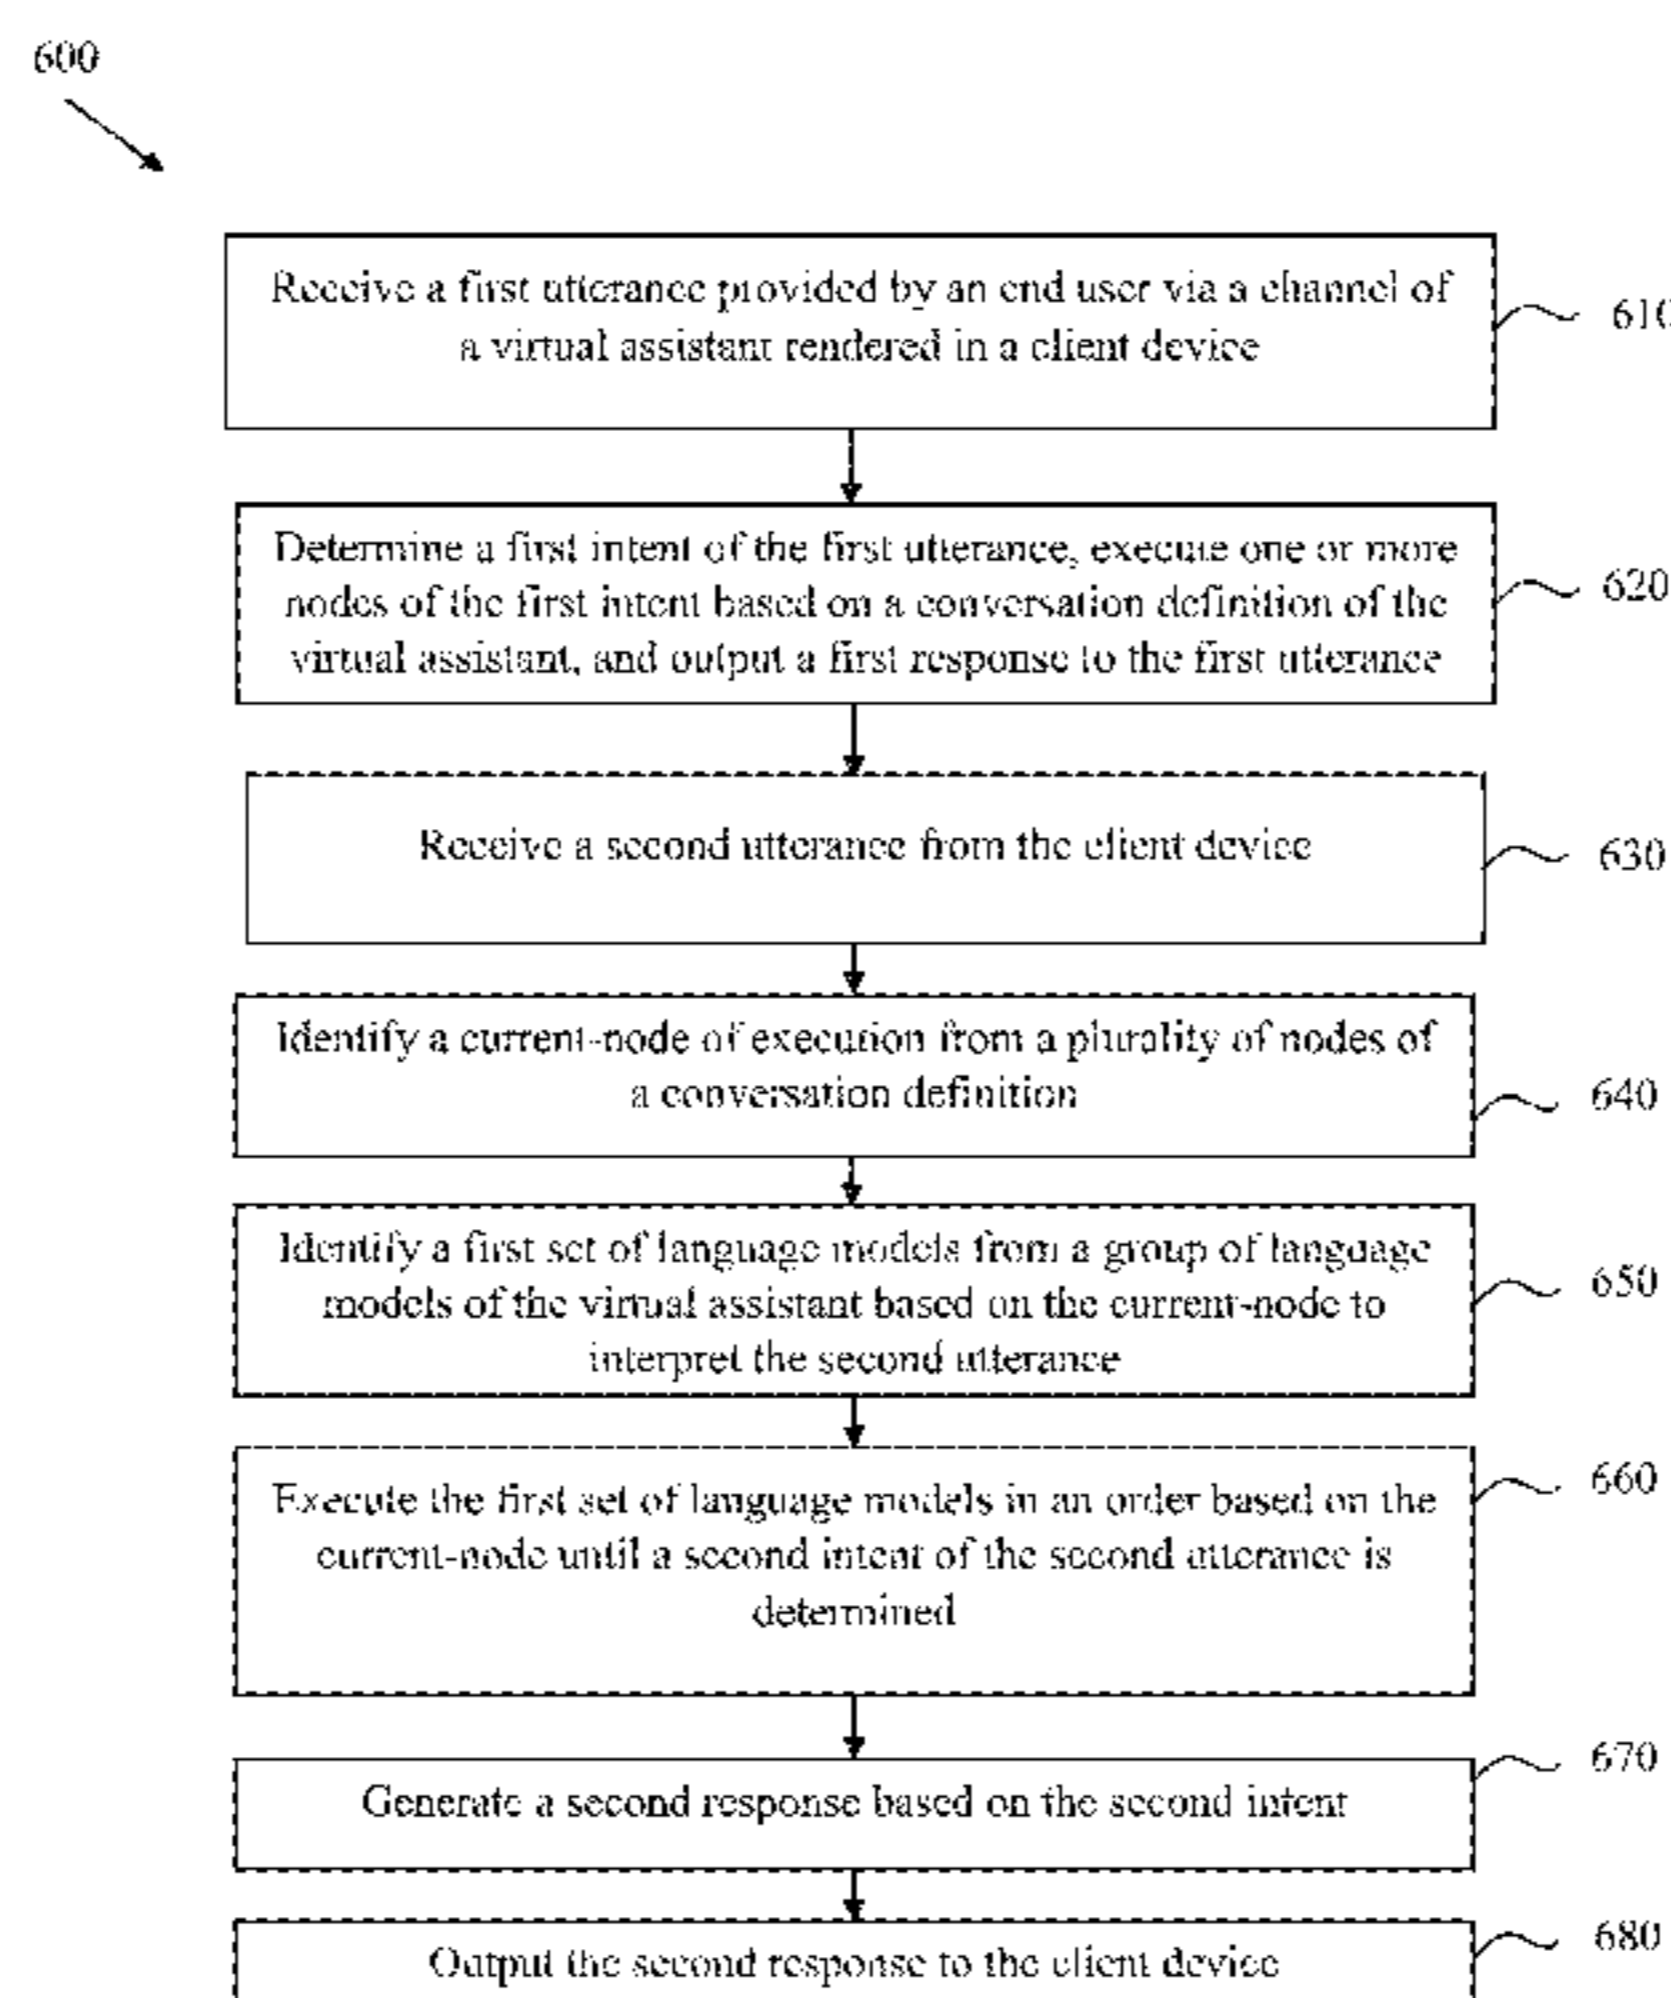 600
Receive a first utterance provided by an end user via a channel of
a virtual assistant rendered in a client device
610
Determine a first intent of the first utterance, execute one or more
nodes of the first intent based on a conversation definition of the
virtual assistant, and output a first response to the first utterance
620
Receive a second utterance from the client device
630
Identify a current-node of execution from a plurality of nodes of
a conversation definition
640
Identify a first set of language models from a group of language
models of the virtual assistant based on the current-node to
interpret the second utterance
650
Execute the first set of language models in an order based on the
current-node until a second intent of the second utterance is
determined
660
Generate a second response based on the second intent
670
Output the second response to the client device
680